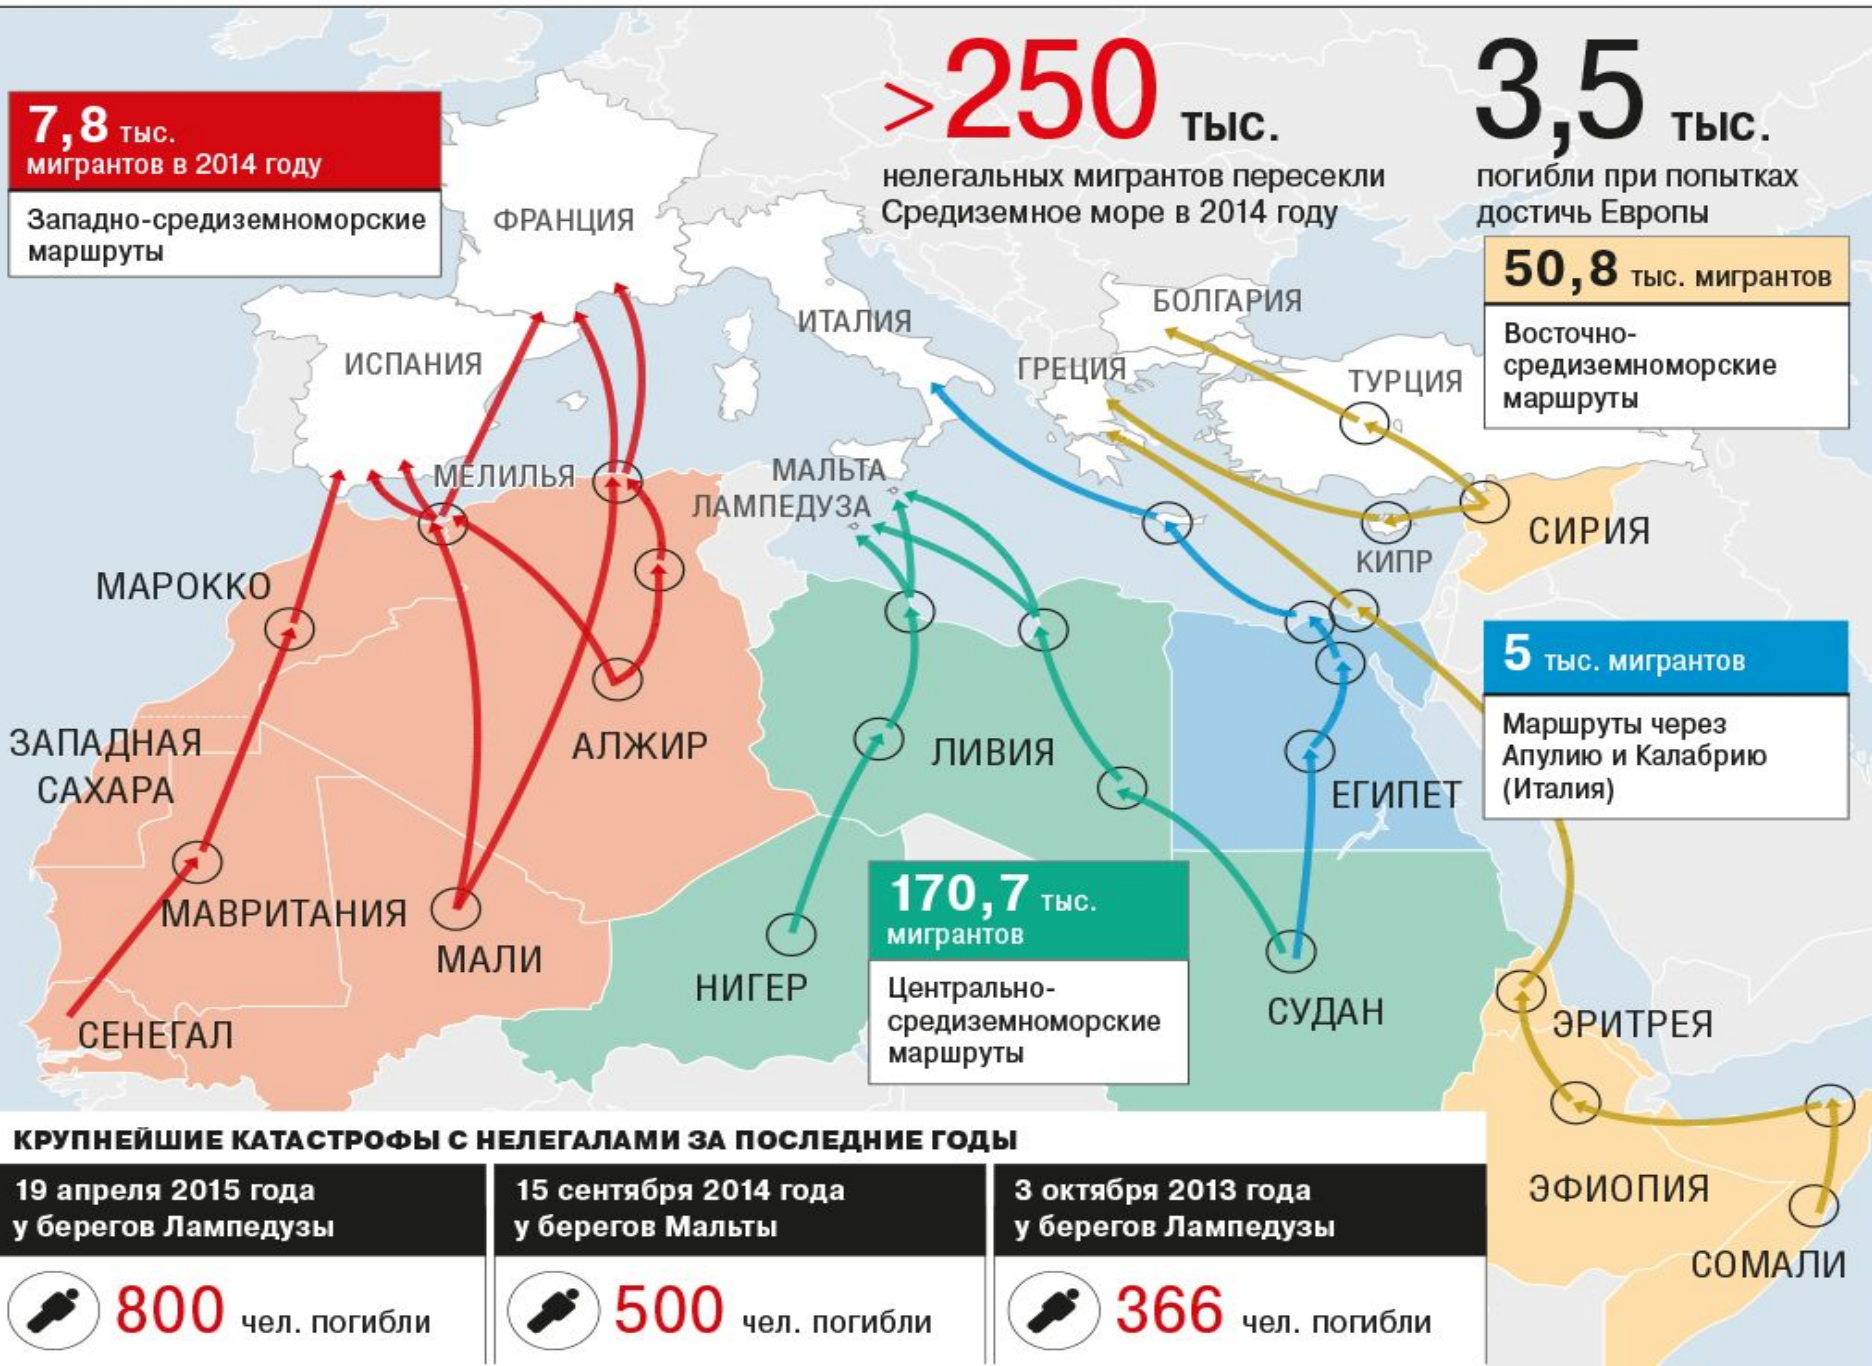 7,8 тыс.
мигрантов в 2014 году
Западно-средиземноморские
маршруты
>250 тыс.
нелегальных мигрантов пересекли
Средиземное море в 2014 году
3,5 тыс.
погибли при попытках
достичь Европы
50,8 тыс. мигрантов
Восточно-
средиземноморские
маршруты
ФРАНЦИЯ
ИТАЛИЯ
БОЛГАРИЯ
ИСПАНИЯ
ГРЕЦИЯ
ТУРЦИЯ
МЕЛИЛЬЯ
МАЛЬТА
ЛАМПЕДУЗА
СИРИЯ
КИПР
МАРОККО
5 тыс. мигрантов
Маршруты через
Апулию и Калабрию
(Италия)
ЗАПАДНАЯ
САХАРА
АЛЖИР
ЛИВИЯ
ЕГИПЕТ
МАВРИТАНИЯ
МАЛИ
170,7 тыс.
мигрантов
Центрально-
средиземноморские
маршруты
НИГЕР
СУДАН
СЕНЕГАЛ
ЭРИТРЕЯ
ЭФИОПИЯ
СОМАЛИ
КРУПНЕЙШИЕ КАТАСТРОФЫ С НЕЛЕГАЛАМИ ЗА ПОСЛЕДНИЕ ГОДЫ
19 апреля 2015 года
у берегов Лампедузы
800 чел. погибли
15 сентября 2014 года
у берегов Мальты
500 чел. погибли
3 октября 2013 года
у берегов Лампедузы
366 чел. погибли